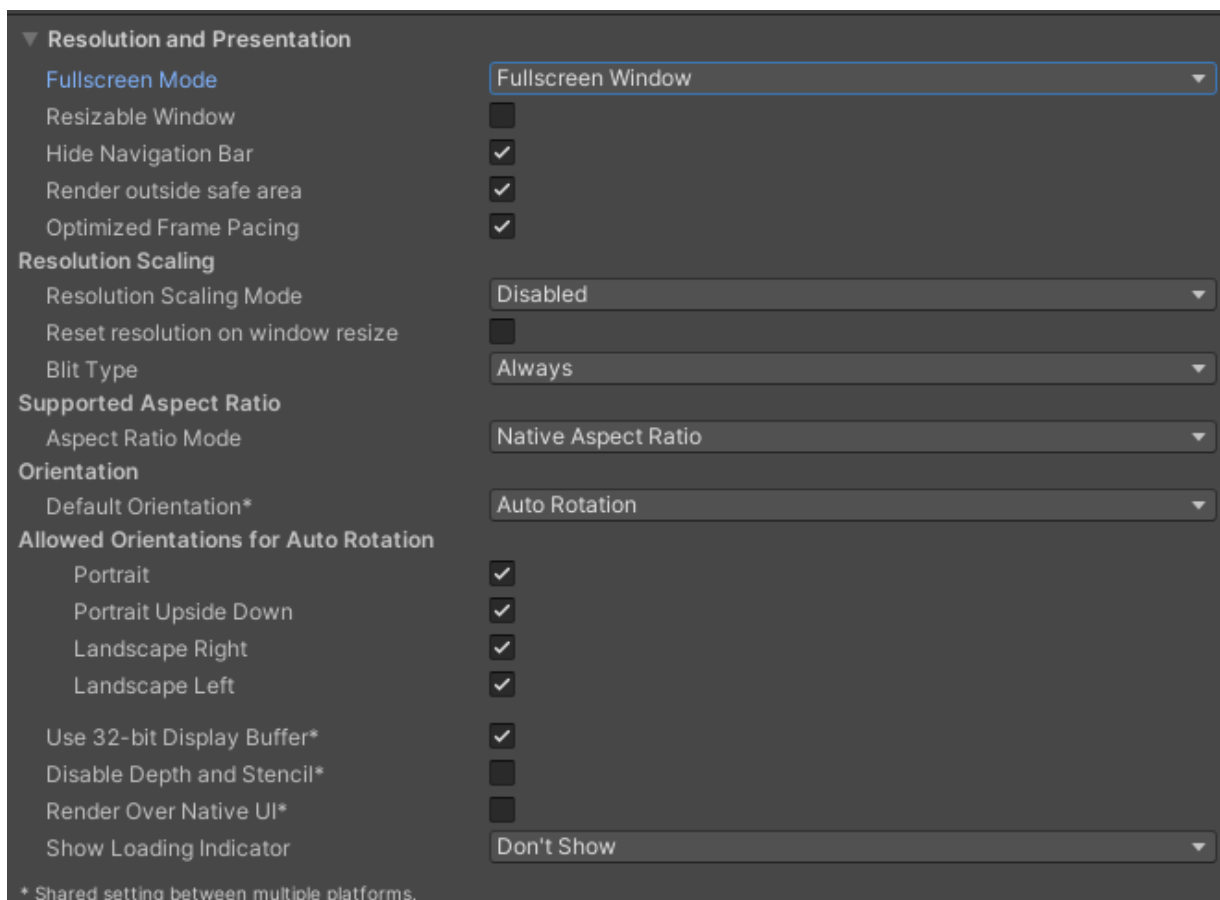 Resolution and Presentation
Fullscreen Mode Fullscreen Window
Resizable Window
Hide Navigation Bar
Render outside safe area
Optimized Frame Pacing
Resolution Scaling
Resolution Scaling Mode Disabled
Reset resolution on window resize
Blit Type Always
Supported Aspect Ratio
Aspect Ratio Mode Native Aspect Ratio
Orientation
Default Orientation* Auto Rotation
Allowed Orientations for Auto Rotation
Portrait
Portrait Upside Down
Landscape Right
Landscape Left
Use 32-bit Display Buffer*
Disable Depth and Stencil*
Render Over Native UI*
Show Loading Indicator Don't Show
* Shared setting between multiple platforms.